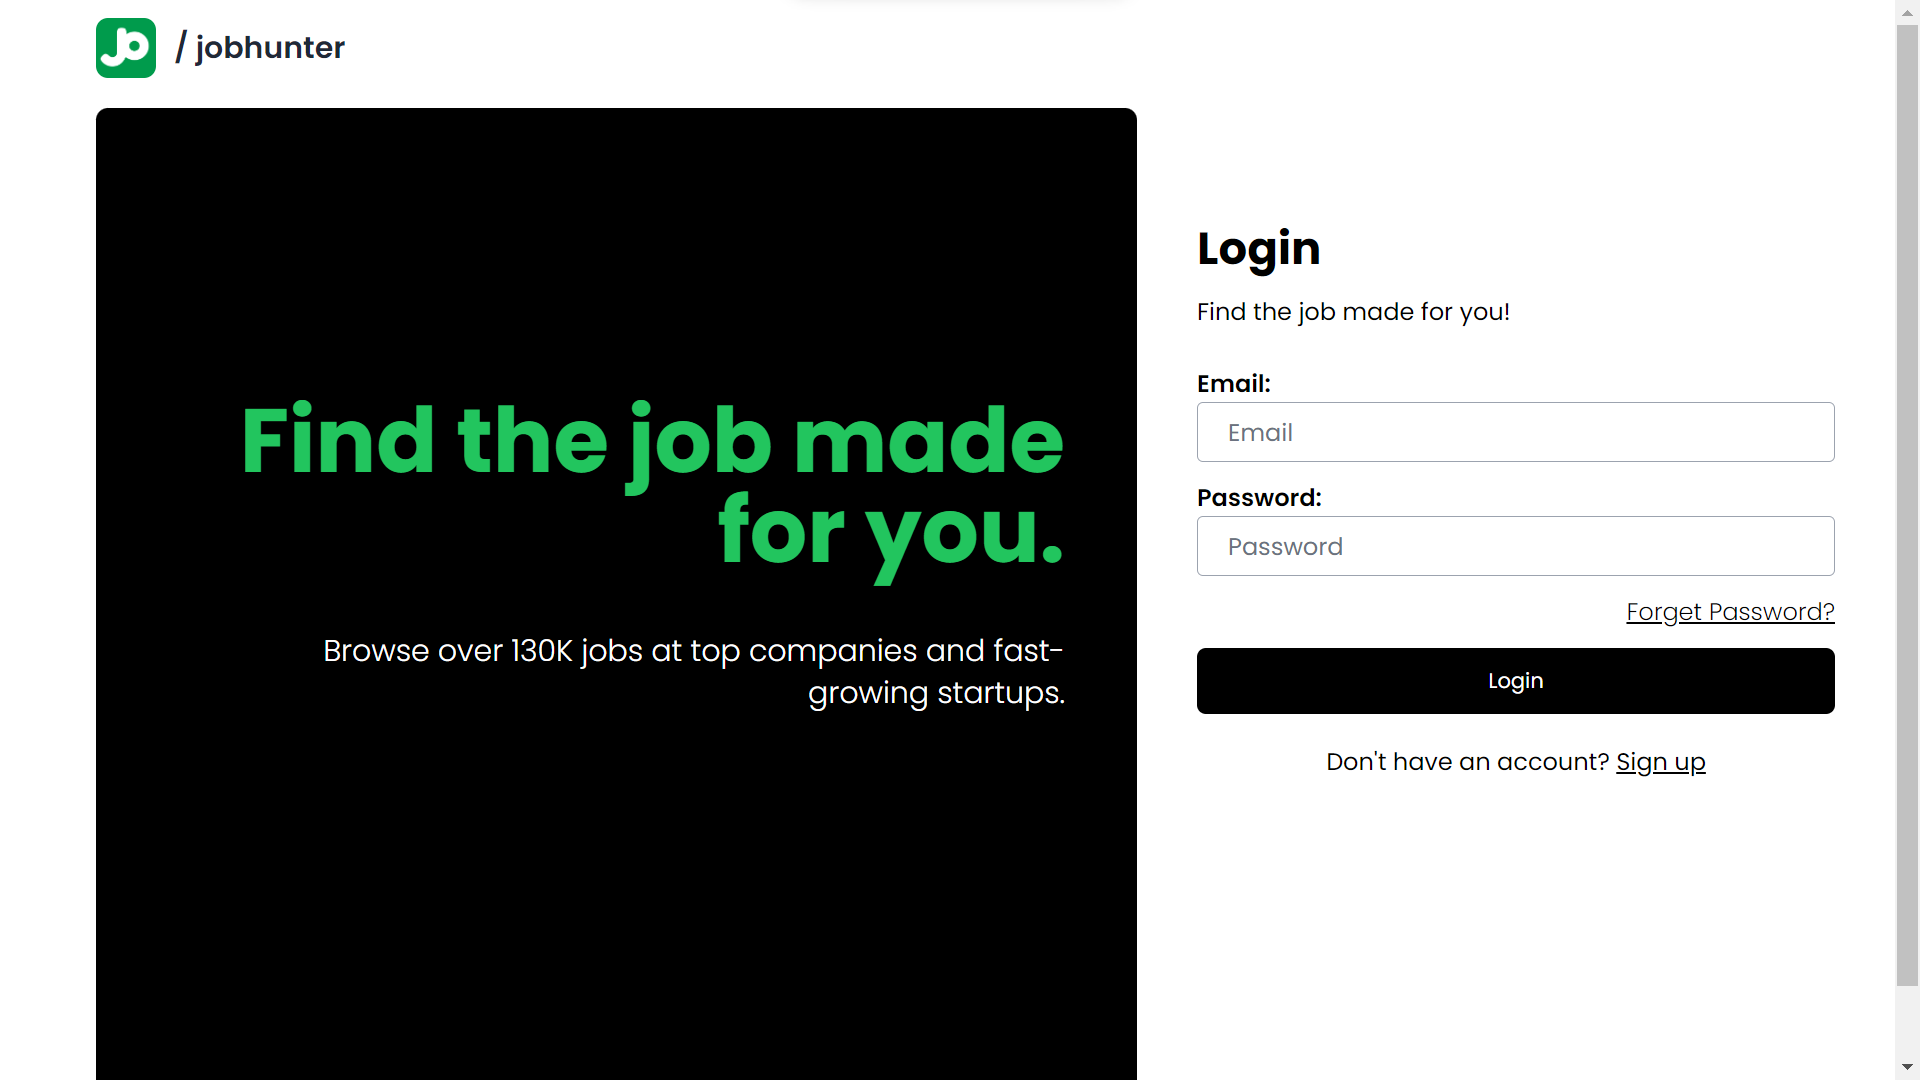 Jo / jobhunter
Find the job made
for you.
Browse over 130K jobs at top companies and fast-
growing startups.
Login
Find the job made for you!
Email:
Email
Password:
Password
Forget Password?
Login
Don't have an account? Sign up